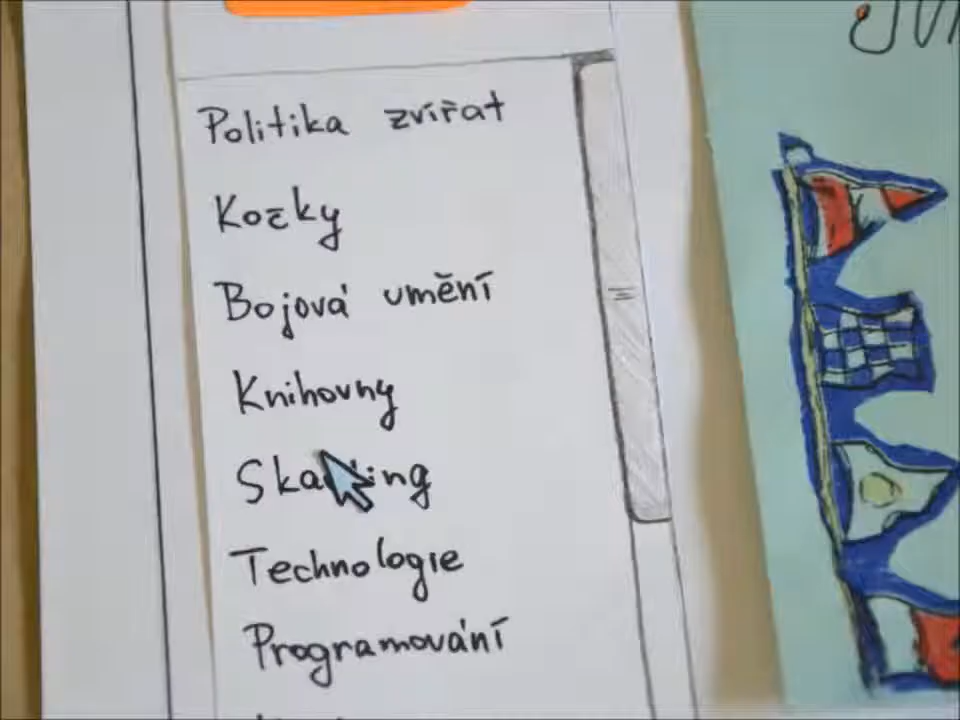 Politika zvířat
Kočky
Bojová umění
Knihovny
Technologie
Programování